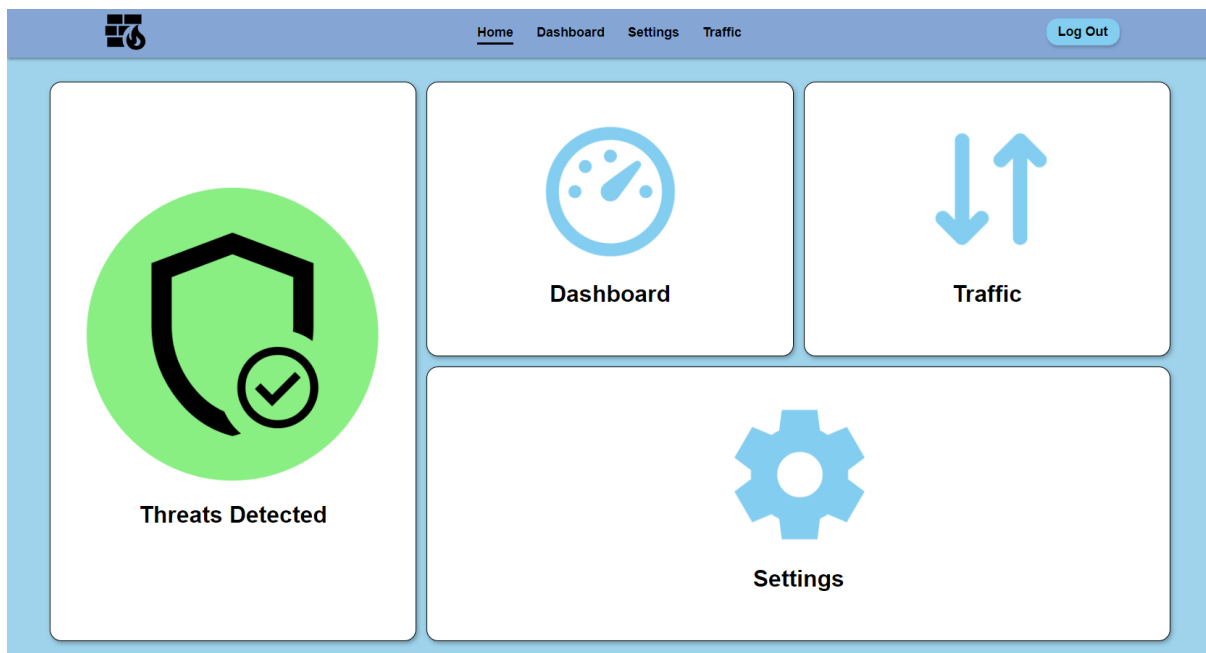 Home Dashboard Settings Traffic Log Out
Dashboard
Traffic
Threats Detected
Settings